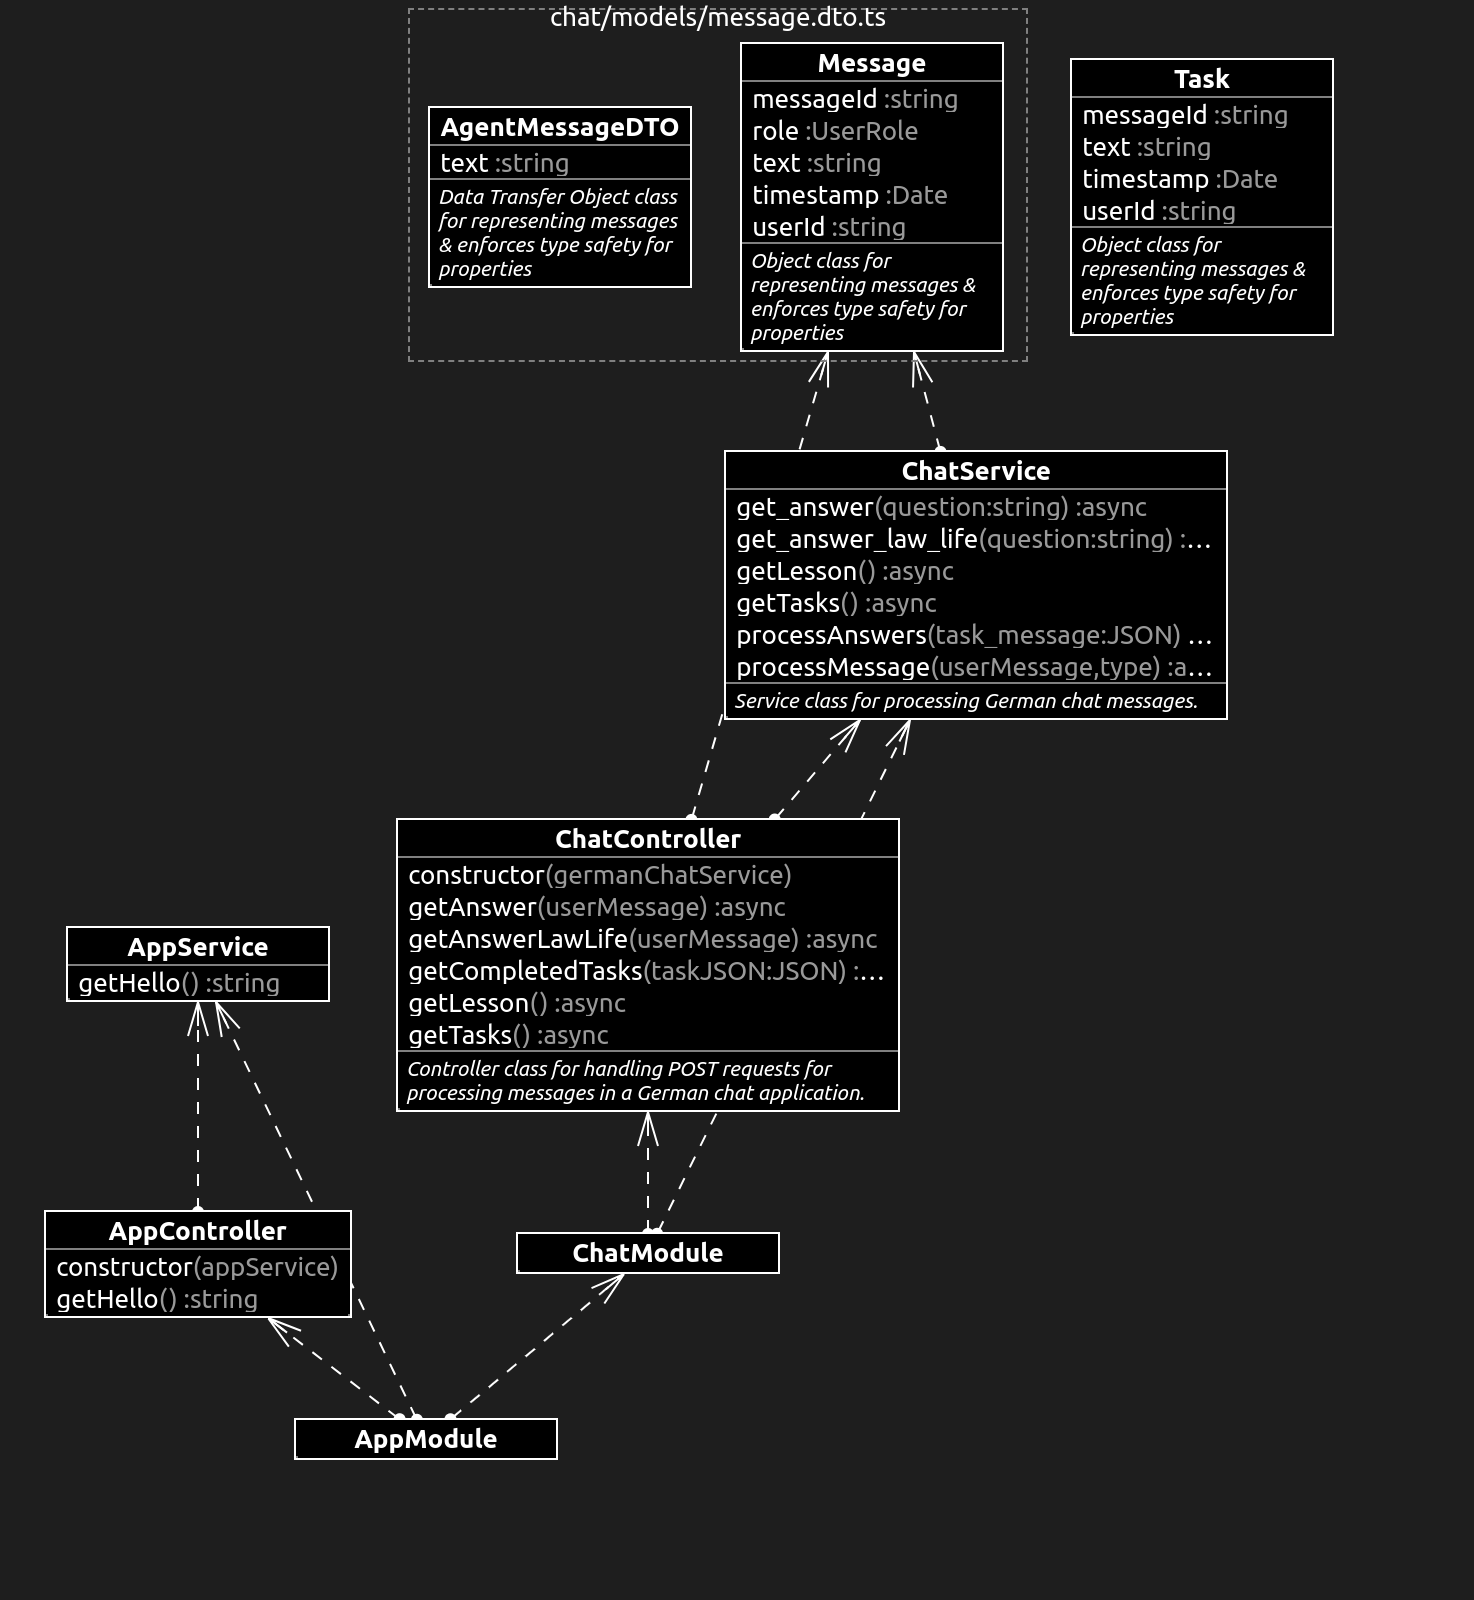 chat/models/message.dto.ts
AgentMessageDTO
text :string
Data Transfer Object class
for representing messages
& enforces type safety for
properties
Message
messageId :string
role :UserRole
text :string
timestamp :Date
userId :string
Object class for
representing messages &
enforces type safety for
properties
Task
messageId :string
text :string
timestamp :Date
userId :string
Object class for
representing messages &
enforces type safety for
properties
ChatService
get_answer(question:string) :async
get_answer_law_life(question:string) :...
getLesson() :async
getTasks() :async
processAnswers(task_message:JSON) ...
processMessage(userMessage,type) :a...
Service class for processing German chat messages.
ChatController
constructor(germanChatService)
getAnswer(userMessage) :async
getAnswerLawLife(userMessage) :async
getCompletedTasks(taskJSON:JSON) :...
getLesson() :async
getTasks() :async
Controller class for handling POST requests for
processing messages in a German chat application.
AppService
getHello() :string
AppController
constructor(appService)
getHello() :string
ChatModule
AppModule